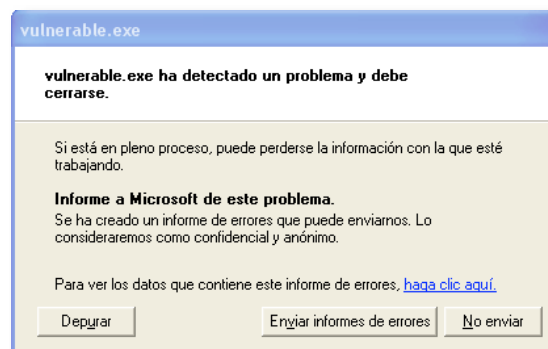 vulnerable.exe
vulnerable.exe ha detectado un problema y debe
cerrarse.
Si está en pleno proceso, puede perderse la información con la que esté
trabajando.
Informe a Microsoft de este problema.
Se ha creado un informe de errores que puede enviarnos. Lo
consideraremos como confidencial y anónimo.
Para ver los datos que contiene este informe de errores, haga clic aquí.
Depurar Enviar informes de errores No enviar